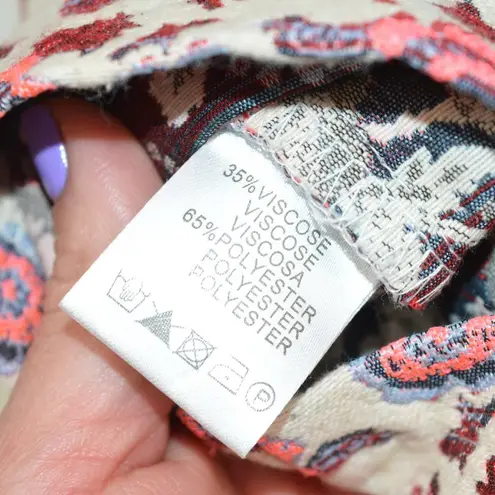 35% VISCOSE
VISCOSE
VISCOSA
65% POLYESTER
POLYESTER
POLYESTER
P